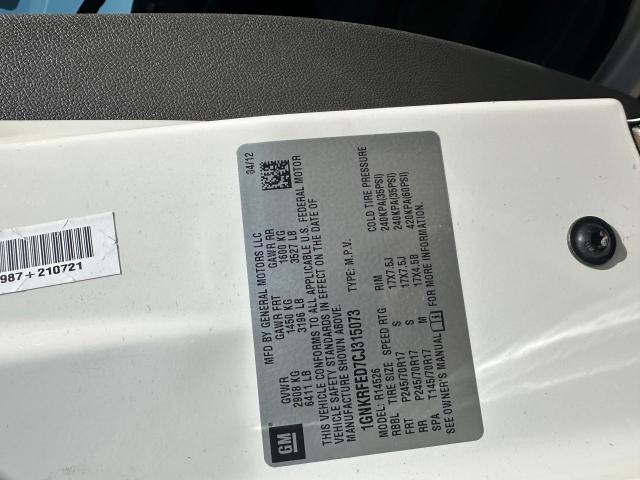 04/12
MFD BY GENERAL MOTORS LLC
GVWR GAWR FRT GAWR RR
2908 KG 1450 KG 1600 KG
6411 LB 3196 LB 3527 LB
THIS VEHICLE CONFORMS TO ALL APPLICABLE U.S. FEDERAL MOTOR
VEHICLE SAFETY STANDARDS IN EFFECT ON THE DATE OF
MANUFACTURE SHOWN ABOVE.
1GNKRFED7CJ315073 TYPE: M.P.V.
MODEL: R14526
RBBL TIRE SIZE SPEED RTG RIM COLD TIRE PRESSURE
FRT P245/70R17 S 17X7.5J 240KPA(35PSI)
RR P245/70R17 S 17X7.5J 240KPA(35PSI)
SPA T145/70R17 M 17X4.5B 420KPA(60PSI)
SEE OWNER'S MANUAL FOR MORE INFORMATION.
GM
987+210721